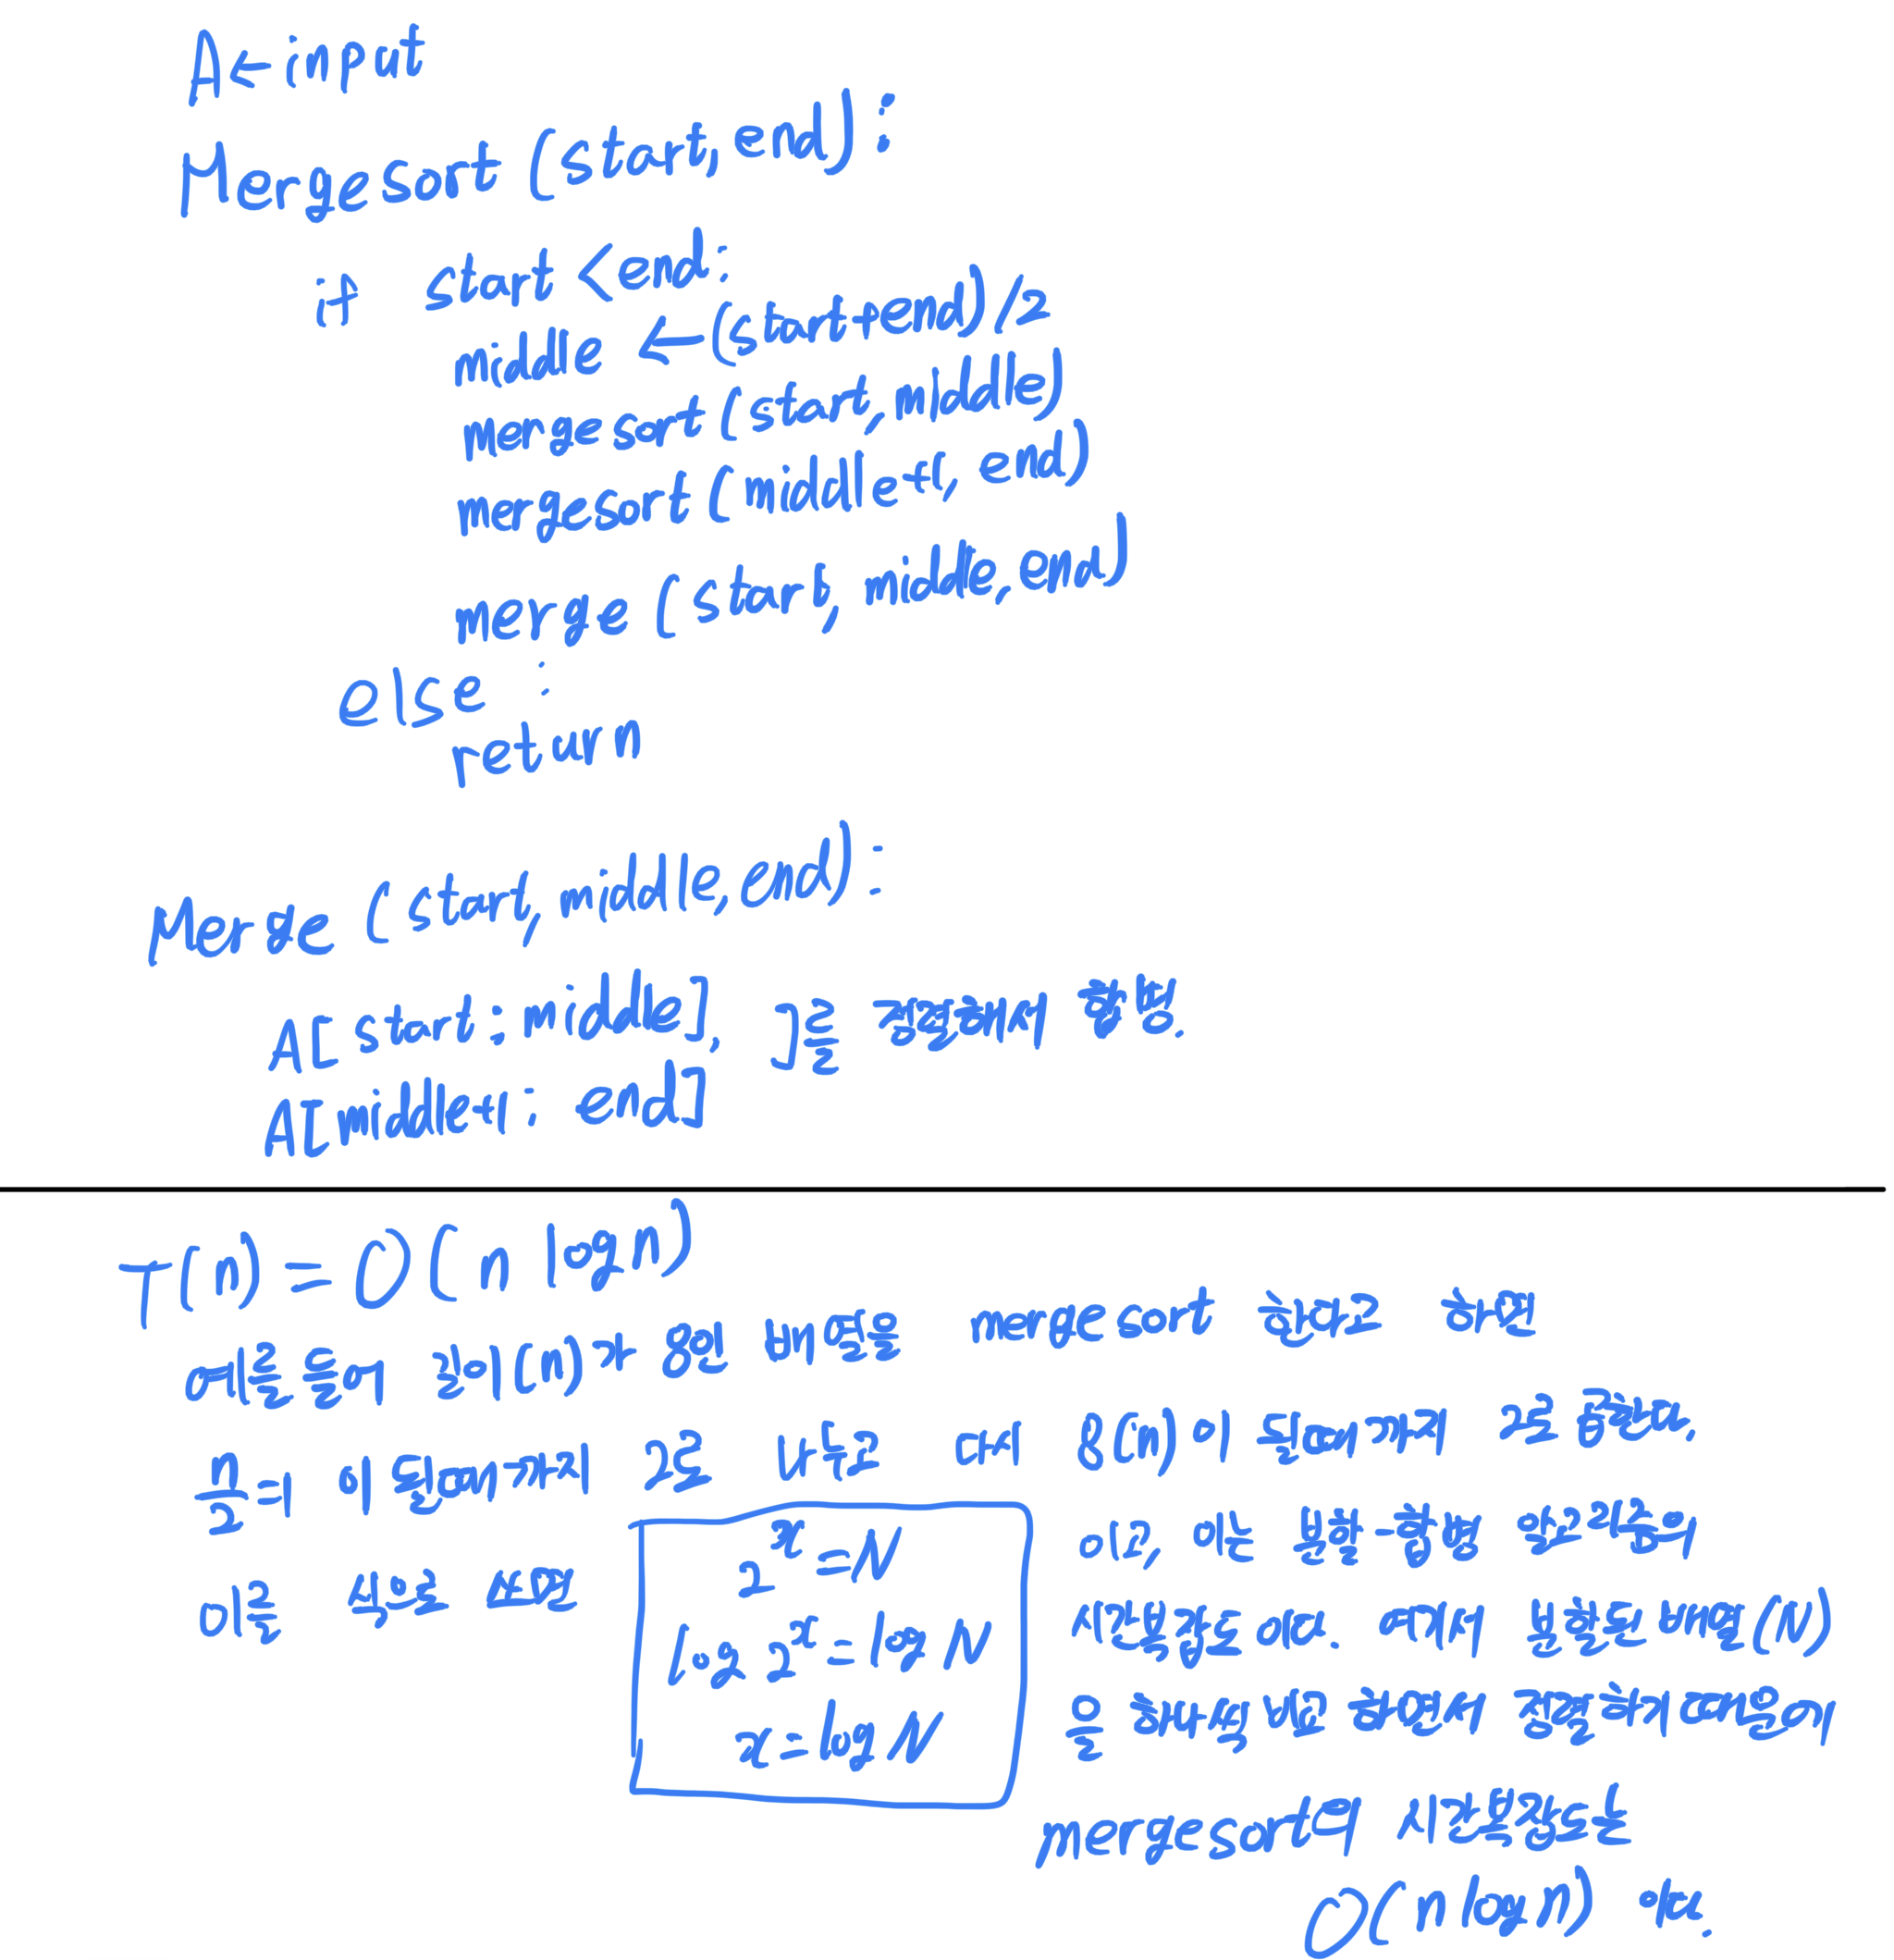 A←input
Mergesort (start, end):
if start < end:
middle ← (start+end)//2
mergesort (start, middle)
mergesort (middle+1, end)
merge (start, middle, end)
else:
return
Merge (start, middle, end):
A[start : middle],
A[middle+1 : end]
]를 정렬해서 합병.
T(n) = O(n log n)
예를 들어 길이(n)가 8인 배열을 merge sort 한다고 하면
n/2=1 이 될때까지 2로 나눈
이를 식으로 쓰면
2^x = N
log 2^x = log N
x = log N
다시 8(n)이 될때까지 곱한다.
이고, 이는 분할-합병 알고리즘의
시간복잡도이다. 여기서 분할된 배열(N)
을 하나씩 비교하면서 정렬하기 때문에
mergesort의 시간복잡도는
O(n log n) 이다.